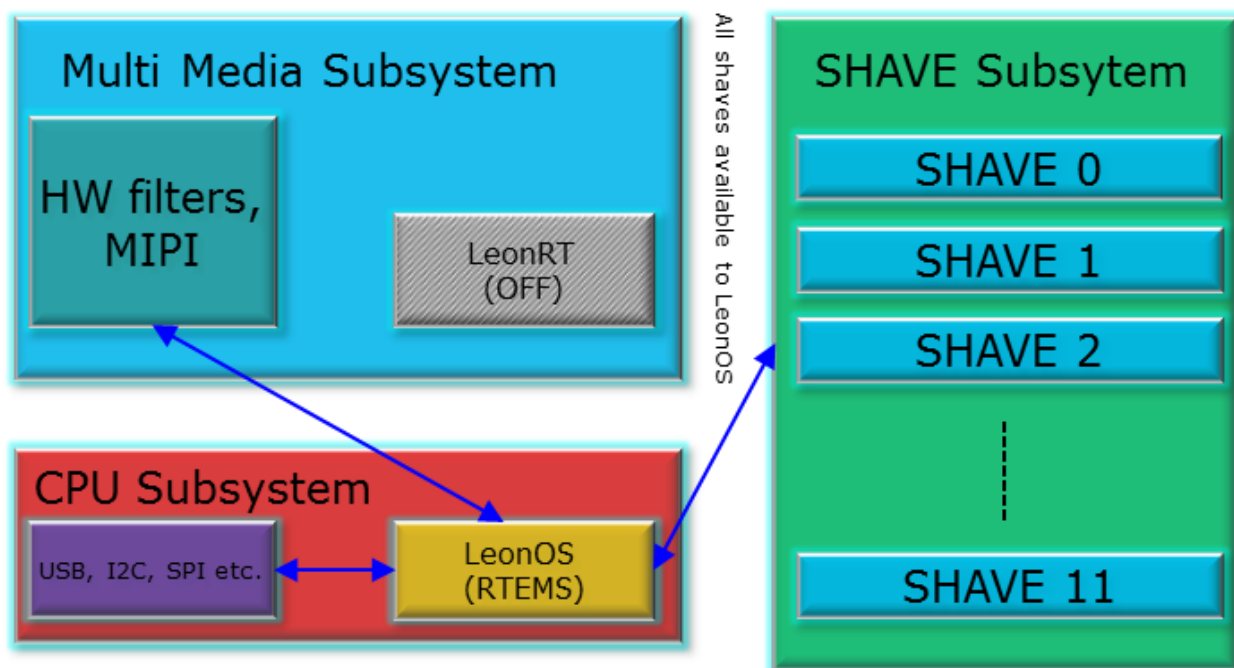 Multi Media Subsystem
HW filters,
MIPI
LeonRT
(OFF)
All shaves available to LeonOS
SHAVE Subsytem
SHAVE 0
SHAVE 1
SHAVE 2
SHAVE 11
CPU Subsystem
USB, I2C, SPI etc.
LeonOS
(RTEMS)